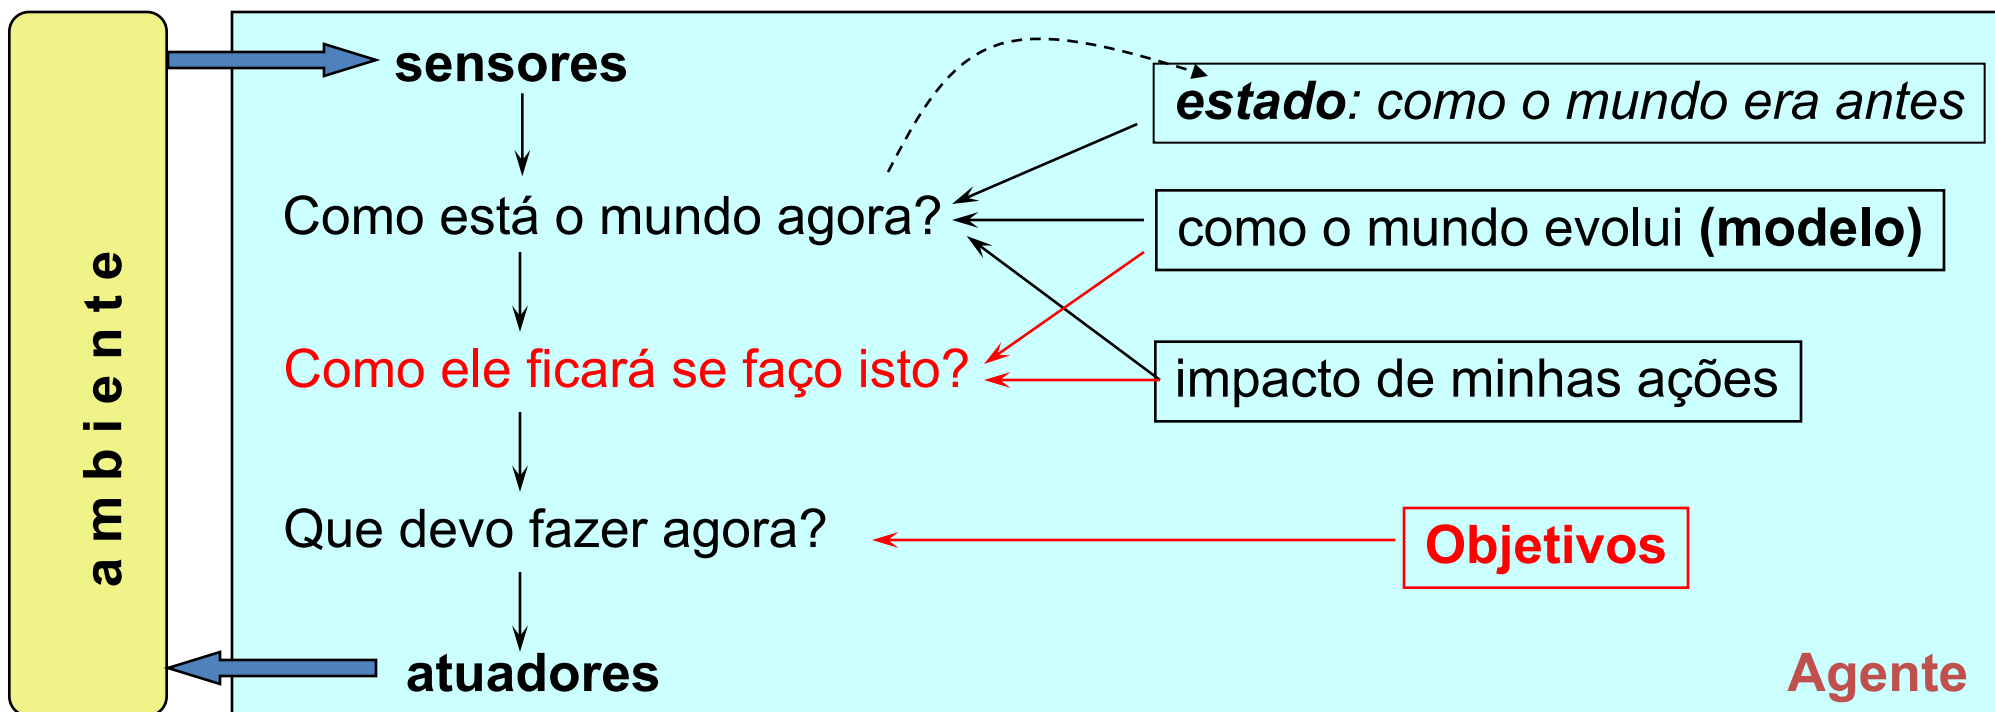 ambiente
sensores
estado: como o mundo era antes
Como está o mundo agora?
como o mundo evolui (modelo)
Como ele ficará se faço isto?
impacto de minhas ações
Que devo fazer agora?
Objetivos
atuadores
Agente